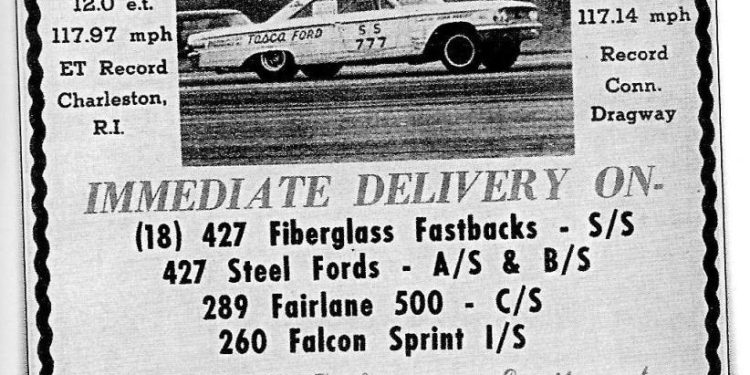 12.0 e.t.
117.97 mph
ET Record
Charleston,
R.I.
TASCA FORD
S S
777
117.14 mph
Record
Conn.
Dragway
IMMEDIATE DELIVERY ON-
(18) 427 Fiberglass Fastbacks - S/S
427 Steel Fords - A/S & B/S
289 Fairlane 500 - C/S
260 Falcon Sprint I/S